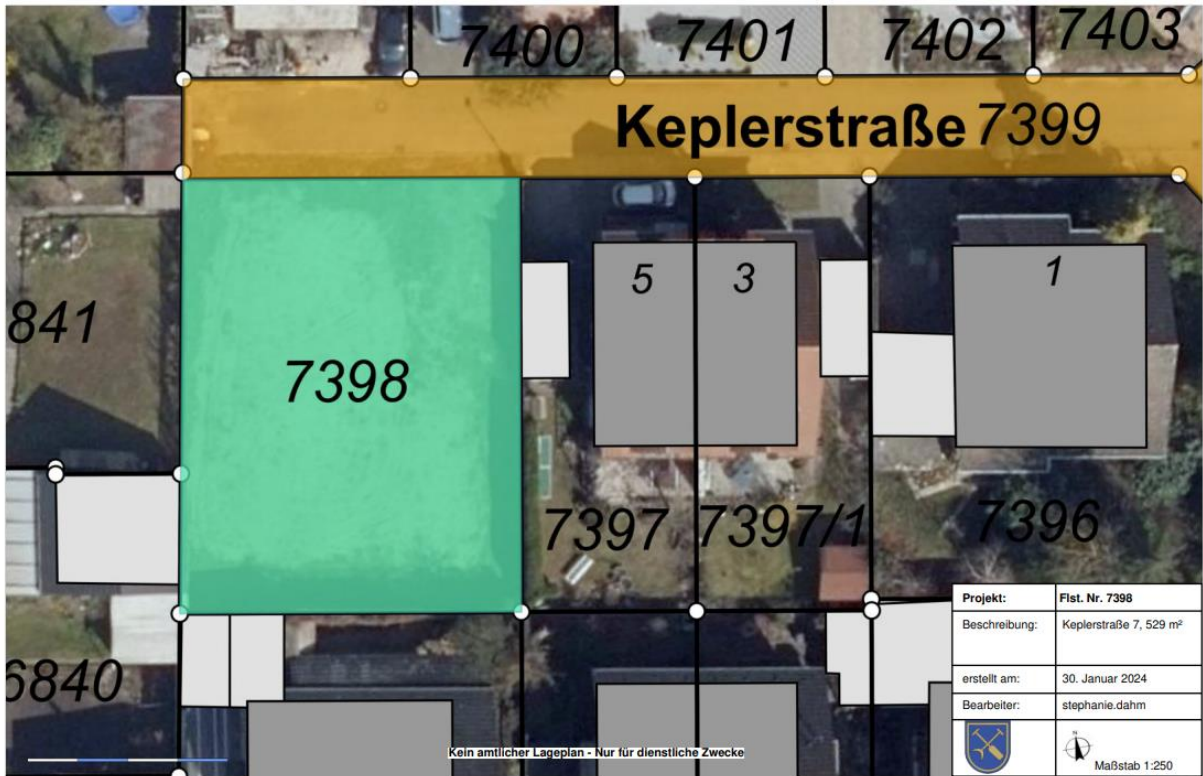 7400 7401 7402 7403
Keplerstraße 7399
5 3 1
841
7398
7397 7397/1 7396
6840
Projekt: Flst. Nr. 7398
Beschreibung: Keplerstraße 7, 529 m²
erstellt am: 30. Januar 2024
Bearbeiter: stephanie.dahm
N
Maßstab 1:250
Kein amtlicher Lageplan - Nur für dienstliche Zwecke